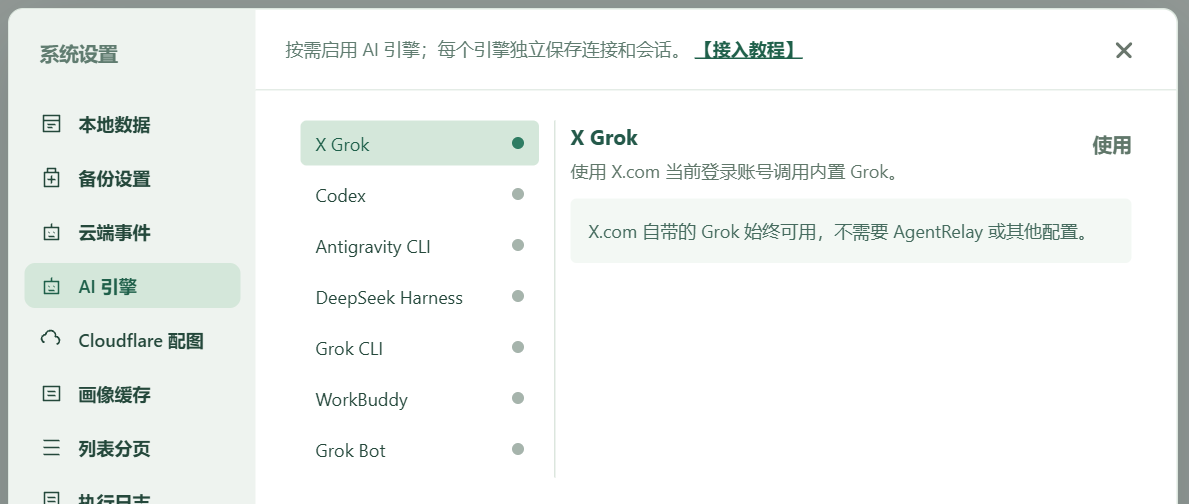 系统设置
本地数据
备份设置
云端事件
AI 引擎
Cloudflare 配图
画像缓存
列表分页
执行日志
按需启用 AI 引擎；每个引擎独立保存连接和会话。【接入教程】
X Grok
Codex
Antigravity CLI
DeepSeek Harness
Grok CLI
WorkBuddy
Grok Bot
X Grok
使用
使用 X.com 当前登录账号调用内置 Grok。
X.com 自带的 Grok 始终可用，不需要 AgentRelay 或其他配置。